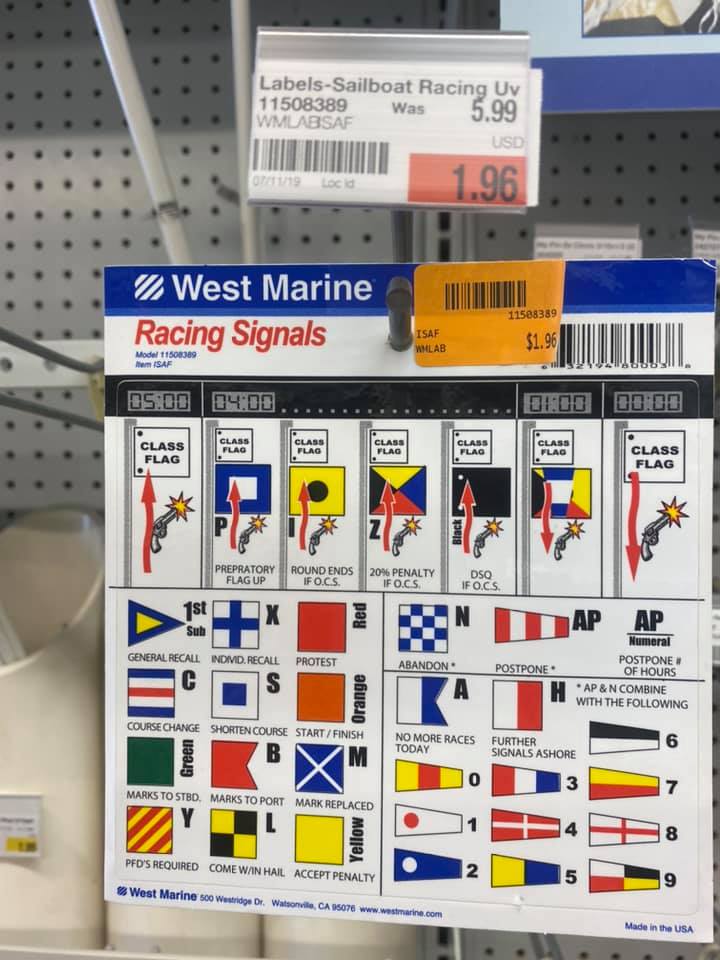 Labels-Sailboat Racing Uv
11508389 Was 5.99
WMLABISAF
USD
07/11/19 Loc Id
1.96
West Marine
11508389
ISAF
WMLAB $1.96
Racing Signals
Model 11508389
Item ISAF
05:00 04:00 01:00 00:00
CLASS FLAG
CLASS FLAG
CLASS FLAG
CLASS FLAG
CLASS FLAG
CLASS FLAG
CLASS FLAG
P I Z Black
PREPRATORY FLAG UP
ROUND ENDS IF O.C.S.
20% PENALTY IF O.C.S.
DSQ IF O.C.S.
1st Sub
GENERAL RECALL
X
INDIVID. RECALL
Red
PROTEST
N
ABANDON *
AP
POSTPONE *
AP
Numeral
POSTPONE #
OF HOURS
C
COURSE CHANGE
S
SHORTEN COURSE
Orange
START / FINISH
A
NO MORE RACES
TODAY
H
FURTHER
SIGNALS ASHORE
* AP & N COMBINE
WITH THE FOLLOWING
Green
MARKS TO STBD.
B
MARKS TO PORT
M
MARK REPLACED
Y
PFD'S REQUIRED
L
COME W/IN HAIL
Yellow
ACCEPT PENALTY
6
0 3 7
1 4 8
2 5 9
West Marine 500 Westridge Dr. Watsonville, CA 95076 www.westmarine.com
Made in the USA